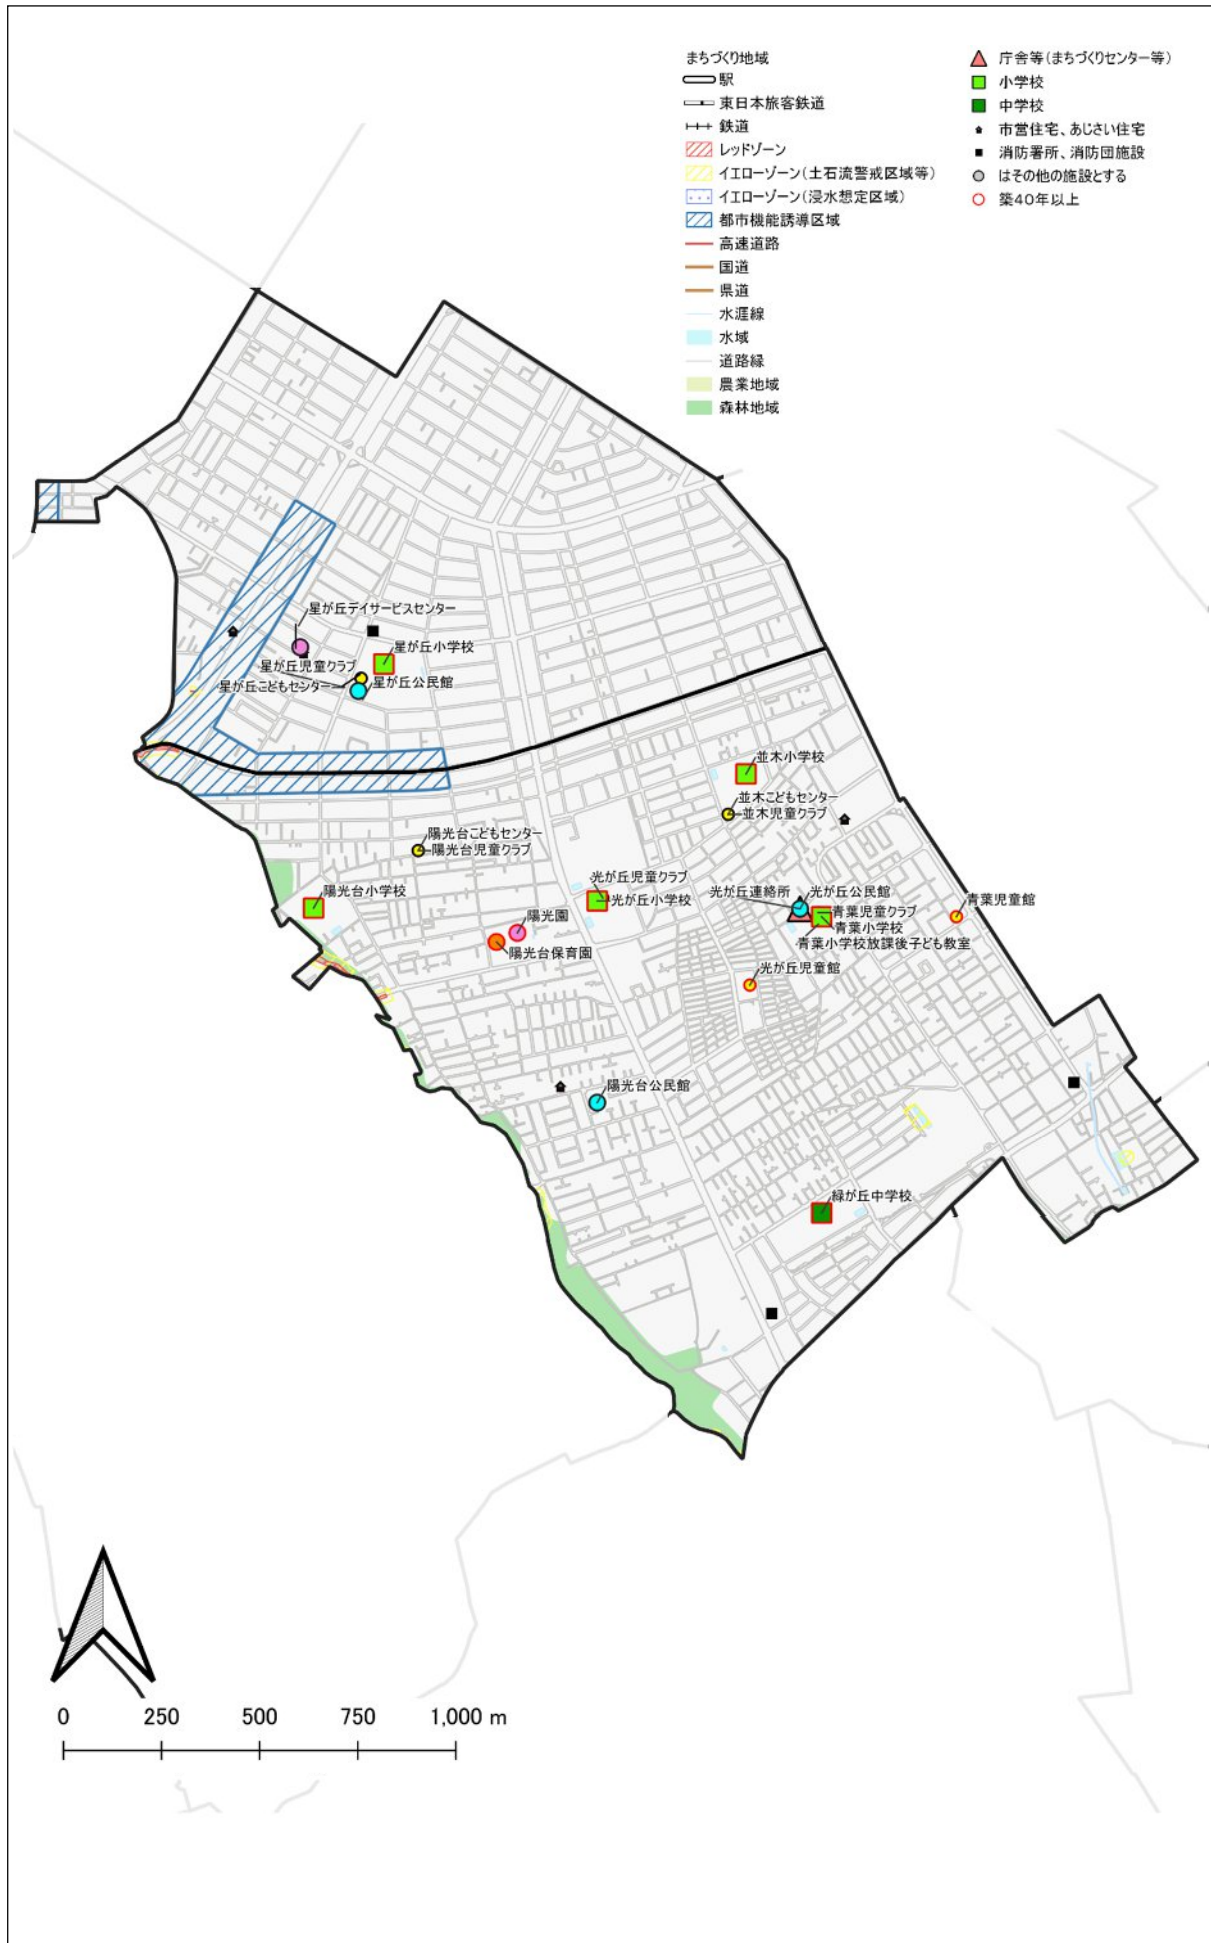 まちづくり地域
駅
東日本旅客鉄道
鉄道
レッドゾーン
イエローゾーン(土石流警戒区域等)
イエローゾーン(浸水想定区域)
都市機能誘導区域
高速道路
国道
県道
水涯線
水域
道路縁
農業地域
森林地域
庁舎等(まちづくりセンター等)
小学校
中学校
市営住宅、あじさい住宅
消防署所、消防団施設
はその他の施設とする
築40年以上
星が丘デイサービスセンター
星が丘小学校
星が丘児童クラブ
星が丘こどもセンター
星が丘公民館
並木小学校
並木こどもセンター
並木児童クラブ
陽光台こどもセンター
陽光台児童クラブ
光が丘児童クラブ
光が丘小学校
陽光台小学校
光が丘連絡所
光が丘公民館
青葉児童館
青葉児童クラブ
青葉小学校
青葉小学校放課後子ども教室
陽光園
陽光台保育園
光が丘児童館
陽光台公民館
緑が丘中学校
0 250 500 750 1,000 m